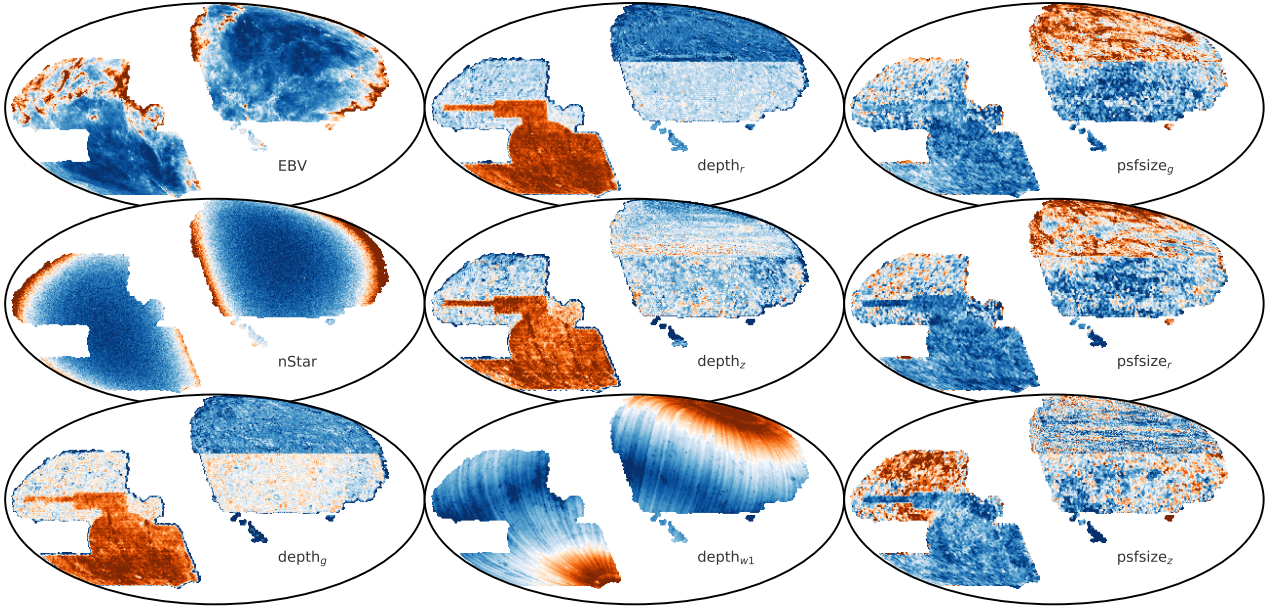 EBV
depth_r
psfsize_g
nStar
depth_z
psfsize_r
depth_g
depth_w1
psfsize_z